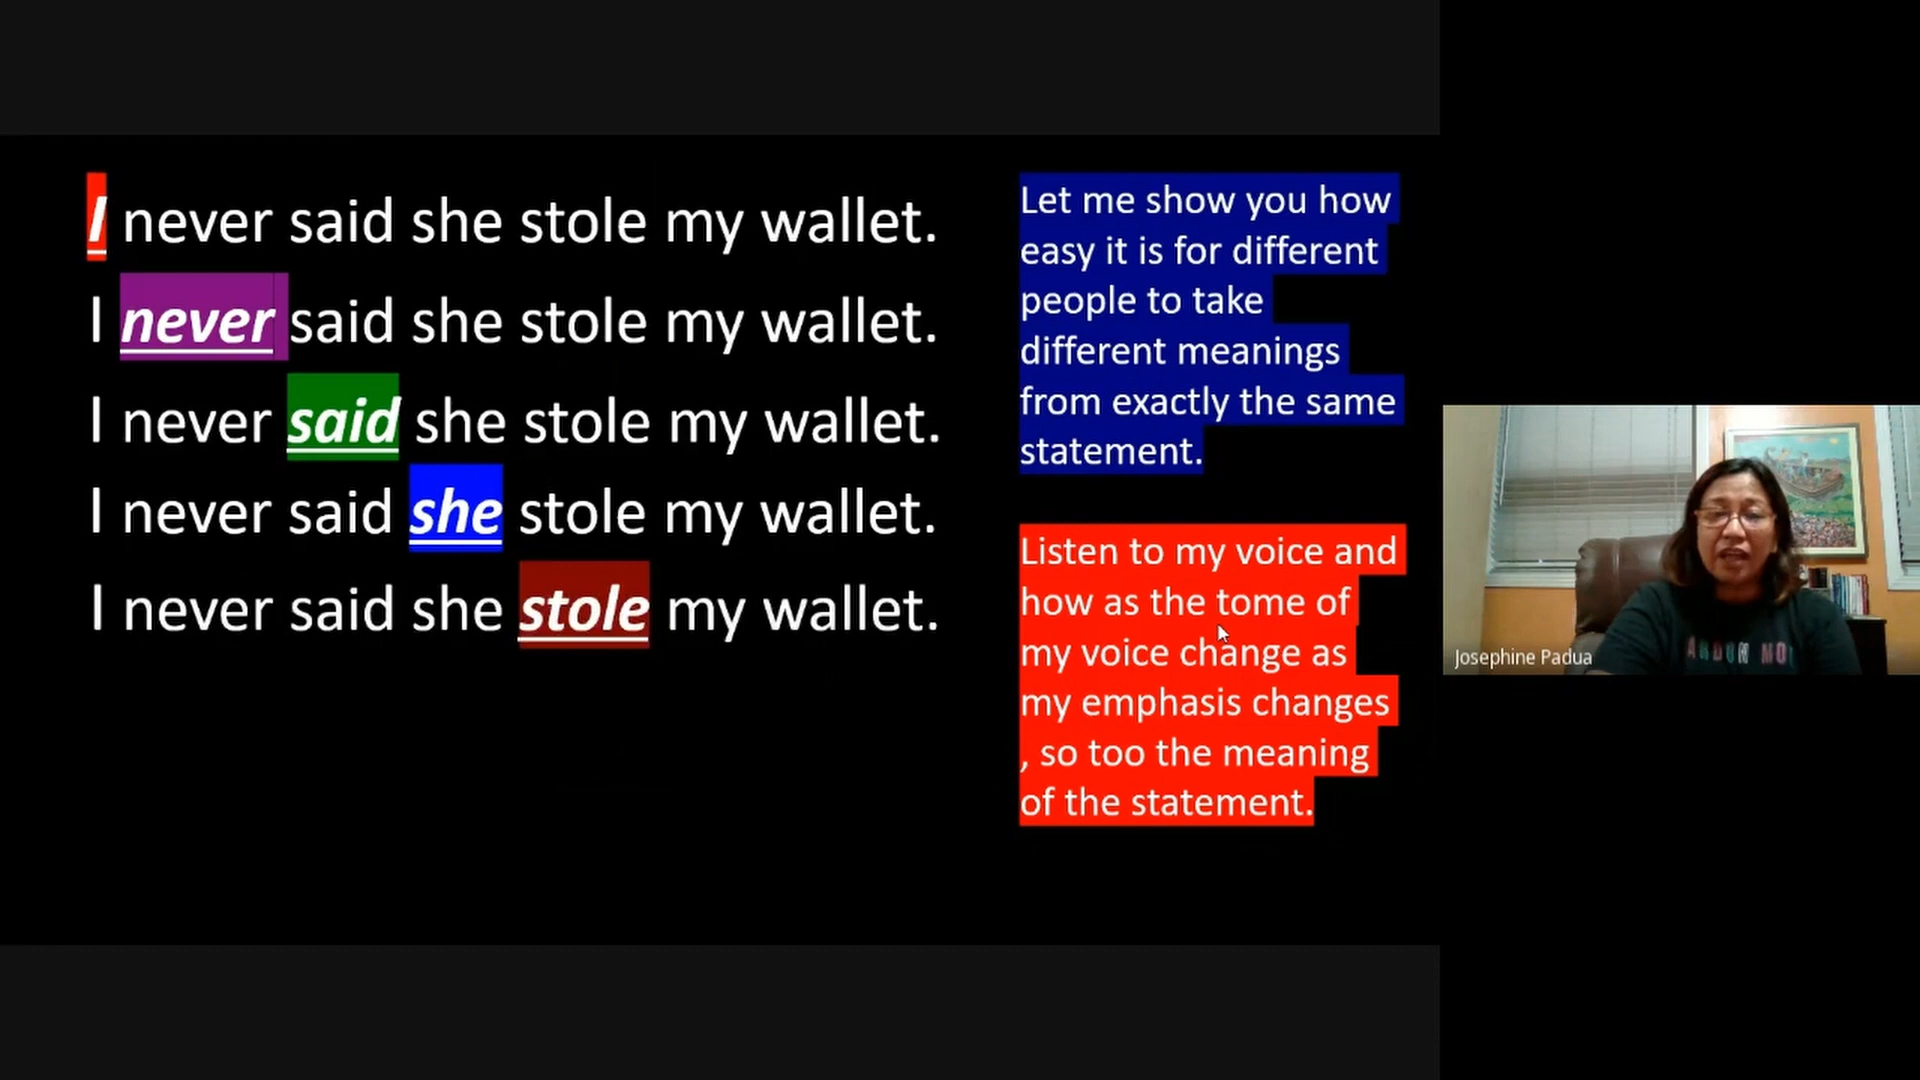 I never said she stole my wallet.
I never said she stole my wallet.
I never said she stole my wallet.
I never said she stole my wallet.
I never said she stole my wallet.
Let me show you how
easy it is for different
people to take
different meanings
from exactly the same
statement.
Listen to my voice and
how as the tome of
my voice change as
my emphasis changes
, so too the meaning
of the statement.
Josephine Padua